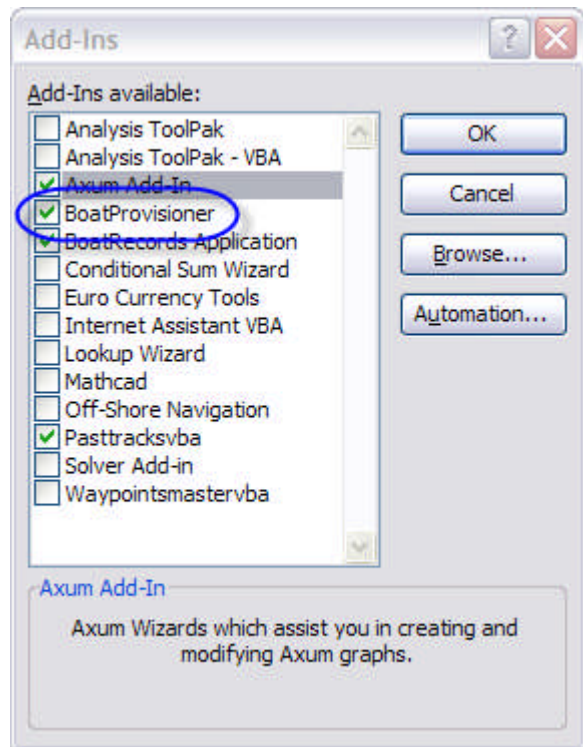 Add-Ins
Add-Ins available:
Analysis ToolPak
Analysis ToolPak - VBA
Axum Add-In
BoatProvisioner
BoatRecords Application
Conditional Sum Wizard
Euro Currency Tools
Internet Assistant VBA
Lookup Wizard
Mathcad
Off-Shore Navigation
Pasttracksvba
Solver Add-in
Waypointsmastervba
OK
Cancel
Browse...
Automation...
Axum Add-In
Axum Wizards which assist you in creating and
modifying Axum graphs.